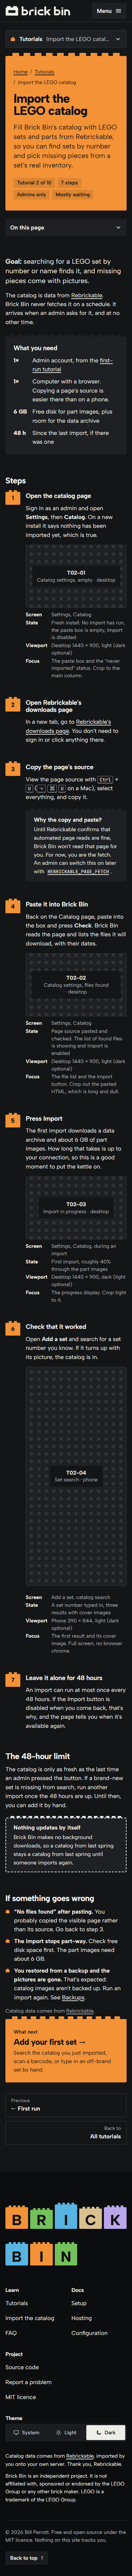 brick bin
Menu
Tutorials Import the LEGO catal...
Home / Tutorials
/ Import the LEGO catalog
Import the
LEGO catalog
Fill Brick Bin's catalog with LEGO
sets and parts from Rebrickable,
so you can find sets by number
and pick missing pieces from a
set's real inventory.
Tutorial 2 of 10
7 steps
Admins only
Mostly waiting
On this page
Goal: searching for a LEGO set by
number or name finds it, and missing
pieces come with pictures.
The catalog is data from Rebrickable.
Brick Bin never fetches it on a schedule. It
arrives when an admin asks for it, and at no
other time.
What you need
1× Admin account, from the first-
run tutorial
1× Computer with a browser.
Copying a page's source is
easier there than on a phone.
6 GB Free disk for part images, plus
room for the data archive
48 h Since the last import, if there
was one
Steps
1
Open the catalog page
Sign in as an admin and open
Settings, then Catalog. On a new
install it says nothing has been
imported yet, which is true.
T02-01
Catalog settings, empty · desktop
Screen Settings, Catalog
State Fresh install. No import has run,
the paste box is empty, Import
is disabled
Viewport Desktop 1440 × 900, light (dark
optional)
Focus The paste box and the "never
imported" status. Crop to the
main column.
2
Open Rebrickable's
downloads page
In a new tab, go to Rebrickable's
downloads page. You don't need to
sign in or click anything there.
3
Copy the page's source
View the page source with Ctrl +
U (⌥ ⌘ U on a Mac), select
everything, and copy it.
Why the copy and paste?
Until Rebrickable confirms that
automated page reads are fine,
Brick Bin won't read that page for
you. For now, you are the fetch.
An admin can switch this on later
with REBRICKABLE_PAGE_FETCH.
4
Paste it into Brick Bin
Back on the Catalog page, paste into
the box and press Check. Brick Bin
reads the page and lists the files it will
download, with their dates.
T02-02
Catalog settings, files found ·
desktop
Screen Settings, Catalog
State Page source pasted and
checked. The list of found files
is showing and Import is
enabled
Viewport Desktop 1440 × 900, light (dark
optional)
Focus The file list and the Import
button. Crop out the pasted
HTML, which is long and dull.
5
Press Import
The first import downloads a data
archive and about 6 GB of part
images. How long that takes is up to
your connection, so this is a good
moment to put the kettle on.
T02-03
Import in progress · desktop
Screen Settings, Catalog, during an
import
State First import, roughly 40%
through the part images
Viewport Desktop 1440 × 900, dark (light
optional)
Focus The progress display. Crop tight
to it.
6
Check that it worked
Open Add a set and search for a set
number you know. If it turns up with
its picture, the catalog is in.
T02-04
Set search · phone
Screen Add a set, catalog search
State A set number typed in, three
results with cover images
Viewport Phone 390 × 844, light (dark
optional)
Focus The first result and its cover
image. Full screen, no browser
chrome.
7
Leave it alone for 48 hours
An import can run at most once every
48 hours. If the Import button is
disabled when you come back, that's
why, and the page tells you when it's
available again.
The 48-hour limit
The catalog is only as fresh as the last time
an admin pressed the button. If a brand-new
set is missing from search, run another
import once the 48 hours are up. Until then,
you can add it by hand.
Nothing updates by itself
Brick Bin makes no background
downloads, so a catalog from last spring
stays a catalog from last spring until
someone imports again.
If something goes wrong
"No files found" after pasting. You
probably copied the visible page rather
than its source. Go back to step 3.
The import stops part-way. Check free
disk space first. The part images need
about 6 GB.
You restored from a backup and the
pictures are gone. That's expected:
catalog images aren't backed up. Run an
import again. See Backups.
Catalog data comes from Rebrickable.
What next
Add your first set →
Search the catalog you just imported,
scan a barcode, or type in an off-brand
set by hand.
Previous
← First run
Back to
All tutorials
BRICK
BIN
Learn
Docs
Tutorials
Setup
Import the catalog
Hosting
FAQ
Configuration
Project
Source code
Report a problem
MIT licence
Theme
System
Light
Dark
Catalog data comes from Rebrickable, imported by
you onto your own server. Thank you, Rebrickable.
Brick Bin is an independent project. It is not
affiliated with, sponsored or endorsed by the LEGO
Group or any other brick maker. LEGO is a
trademark of the LEGO Group.
© 2026 Bill Parrott. Free and open source under the
MIT licence. Nothing on this site tracks you.
Back to top ↑